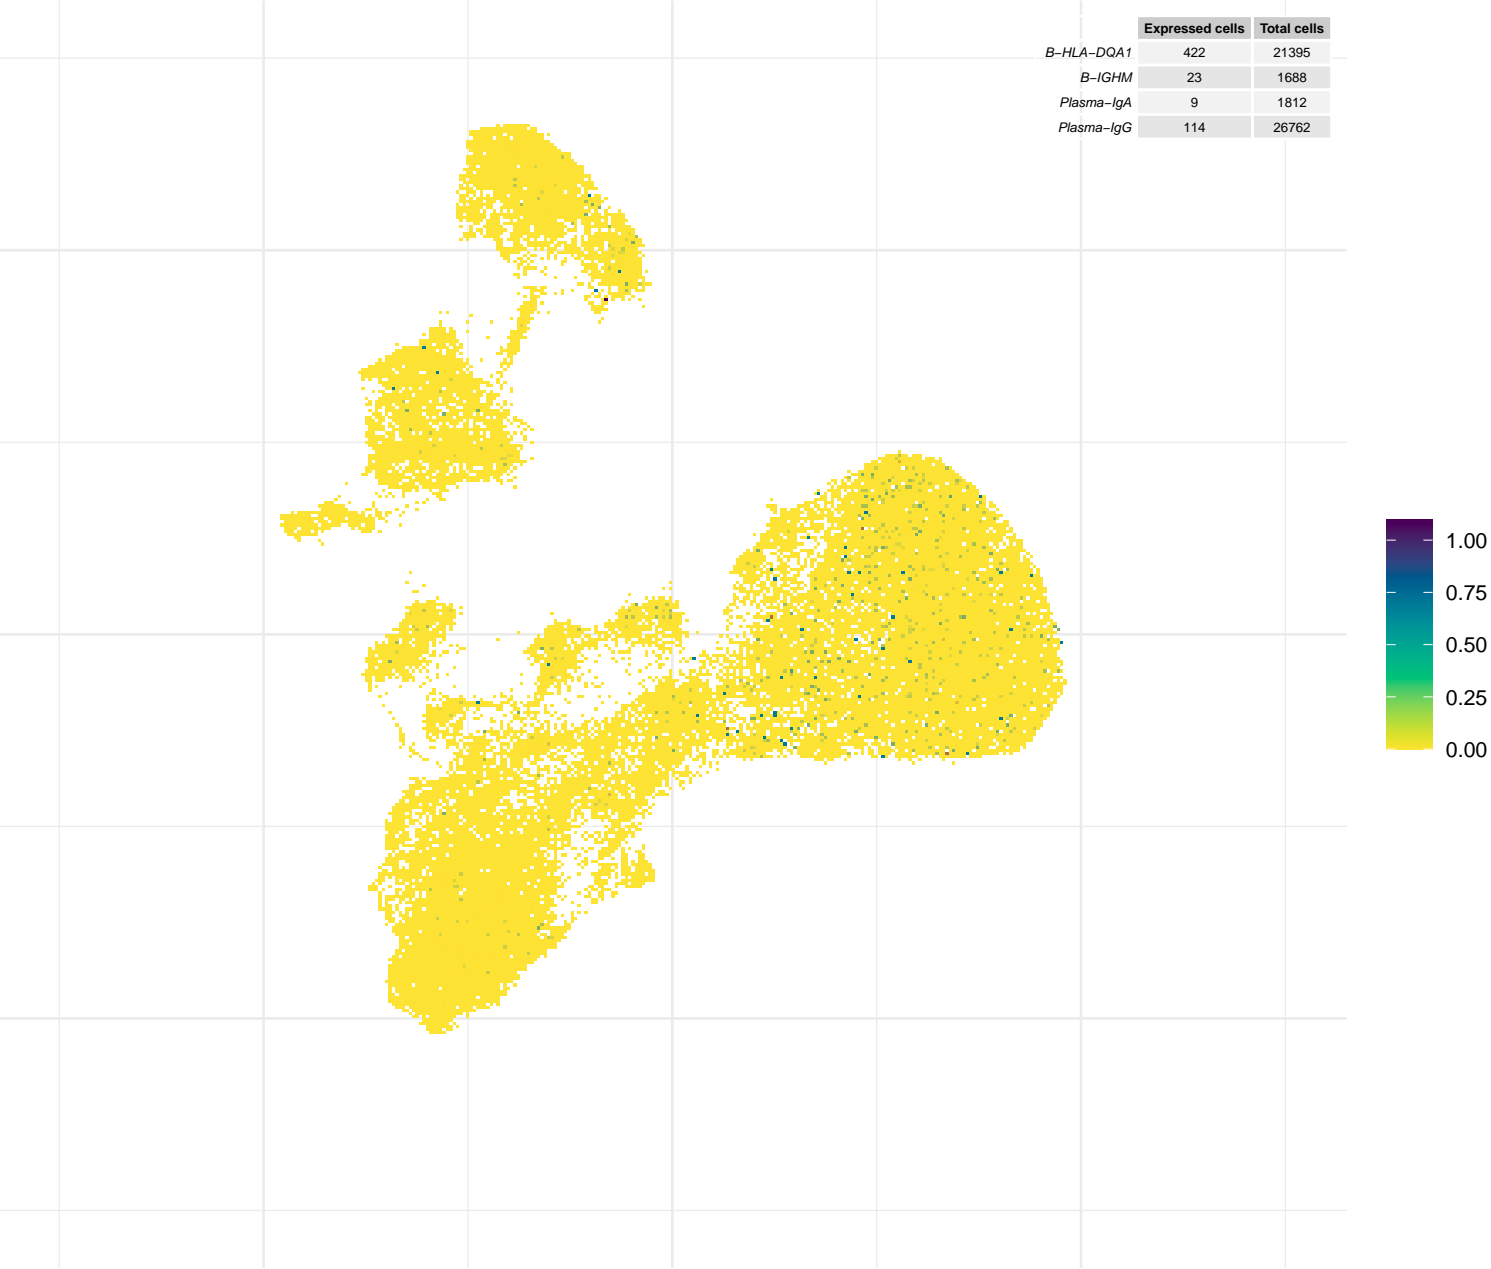 Expressed cells Total cells
B−HLA−DQA1 422 21395
B−IGHM 23 1688
Plasma−IgA 9 1812
Plasma−IgG 114 26762
1.00
0.75
0.50
0.25
0.00